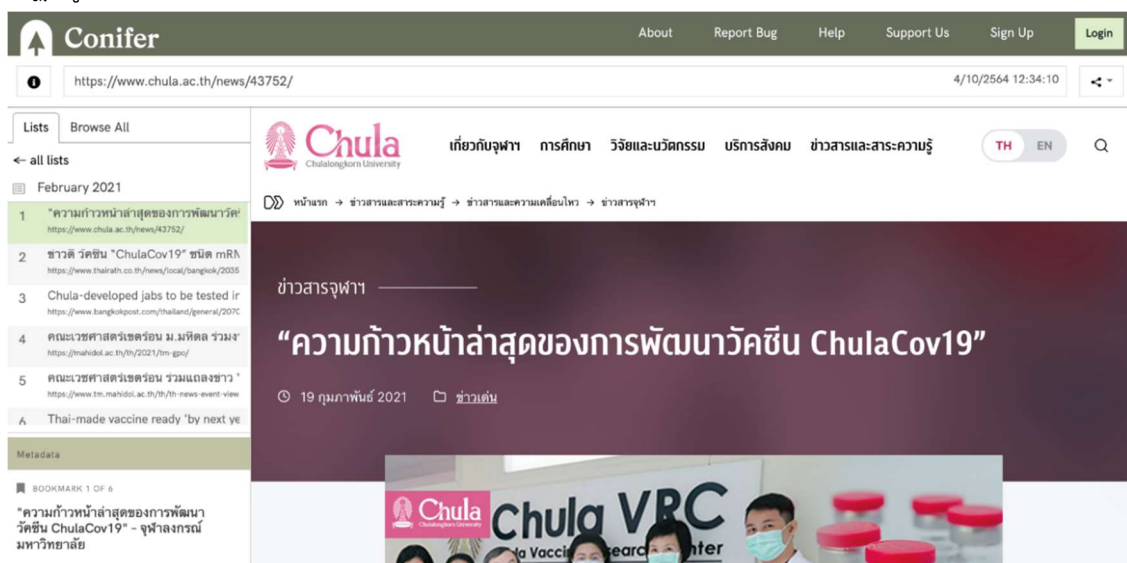 Conifer
About
Report Bug
Help
Support Us
Sign Up
Login
https://www.chula.ac.th/news/43752/
4/10/2564 12:34:10
Lists
Browse All
← all lists
February 2021
1 "ความก้าวหน้าล่าสุดของการพัฒนาวัค
https://www.chula.ac.th/news/43752/
2 ข่าวดี วัคซีน "ChulaCov19" ชนิด mRN
https://www.thairath.co.th/news/local/bangkok/2035
3 Chula-developed jabs to be tested ir
https://www.bangkokpost.com/thailand/general/2070
4 คณะเวชศาสตร์เขตร้อน ม.มหิดล ร่วมง
https://mahidol.ac.th/th/2021/tm-gpo/
5 คณะเวชศาสตร์เขตร้อน ร่วมแถลงข่าว "
https://www.tm.mahidol.ac.th/th/th-news-event-view
6 Thai-made vaccine ready 'by next ye
Metadata
BOOKMARK 1 OF 6
"ความก้าวหน้าล่าสุดของการพัฒนา
วัคซีน ChulaCov19" - จุฬาลงกรณ์
มหาวิทยาลัย
Chula
Chulalongkorn University
เกี่ยวกับจุฬาฯ
การศึกษา
วิจัยและนวัตกรรม
บริการสังคม
ข่าวสารและสาระความรู้
TH
EN
หน้าแรก → ข่าวสารและสาระความรู้ → ข่าวสารและความเคลื่อนไหว → ข่าวสารจุฬาฯ
ข่าวสารจุฬาฯ
“ความก้าวหน้าล่าสุดของการพัฒนาวัคซีน ChulaCov19”
19 กุมภาพันธ์ 2021
ข่าวเด่น
Chula
Chulalongkorn University
Chula VRC